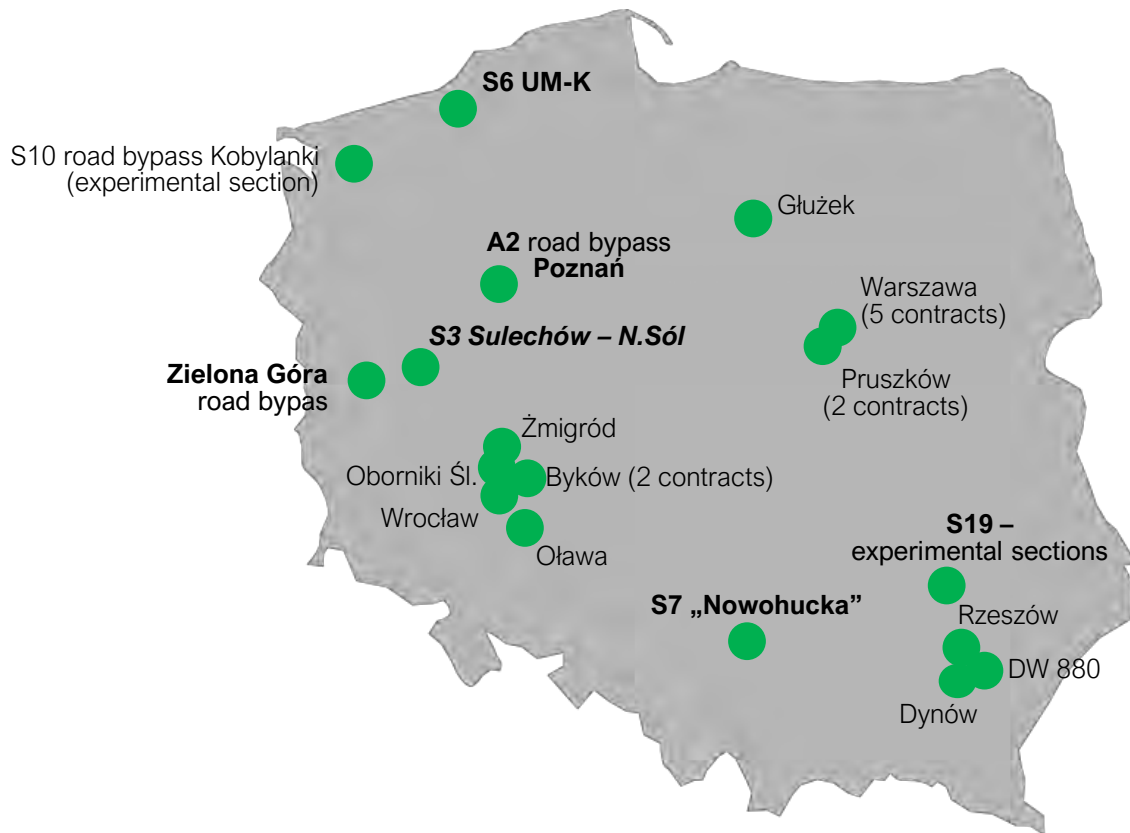 S6 UM-K
S10 road bypass Kobylanki
(experimental section)
Głużek
A2 road bypass
Poznań
Warszawa
(5 contracts)
S3 Sulechów – N.Sól
Zielona Góra
road bypas
Pruszków
(2 contracts)
Żmigród
Oborniki Śl.
Byków (2 contracts)
Wrocław
Oława
S19 –
experimental sections
S7 „Nowohucka”
Rzeszów
DW 880
Dynów